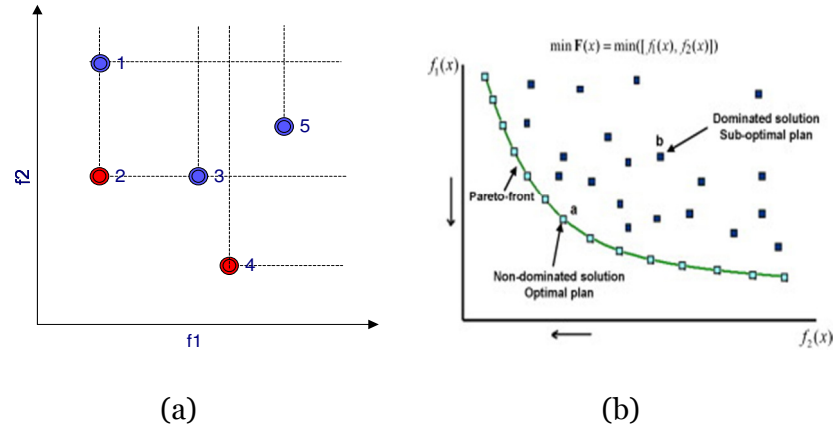 1
5
2
3
4
f2
f1
(a)
min F(x) = min([f₁(x), f₂(x)])
f₁(x)
Dominated solution
Sub-optimal plan
b
Pareto-front
a
Non-dominated solution
Optimal plan
f₂(x)
(b)